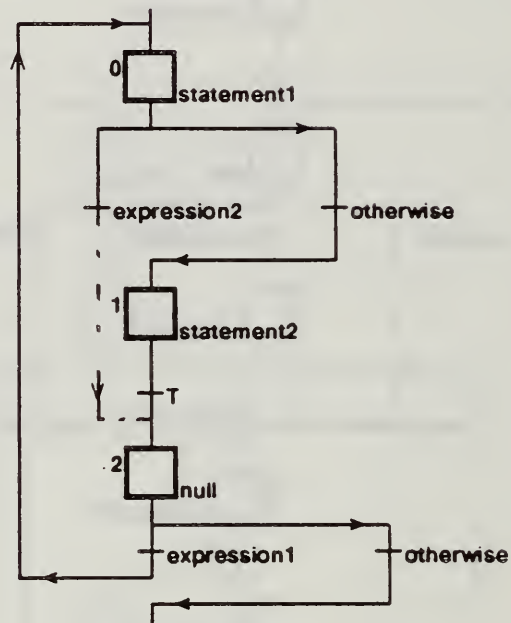 0
statement1
expression2 otherwise
1
statement2
T
2
null
expression1 otherwise